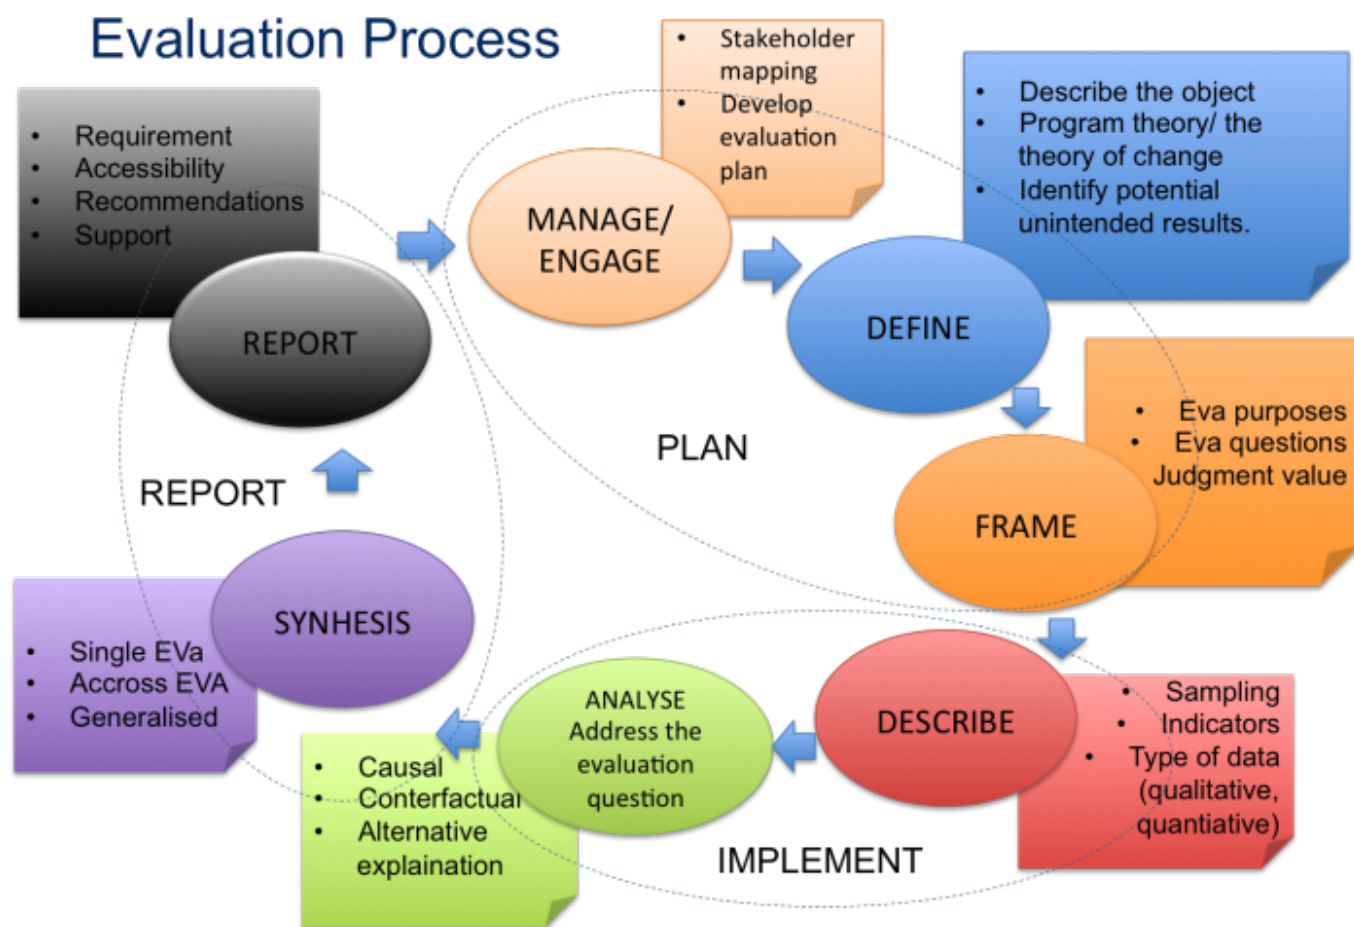 Evaluation Process
• Stakeholder
mapping
• Develop
evaluation
plan
• Describe the object
• Program theory/ the
theory of change
• Identify potential
unintended results.
• Requirement
• Accessibility
• Recommendations
• Support
MANAGE/
ENGAGE
DEFINE
REPORT
• Eva purposes
• Eva questions
Judgment value
PLAN
REPORT
FRAME
SYNHESIS
• Single EVa
• Accross EVA
• Generalised
ANALYSE
Address the
evaluation
question
DESCRIBE
• Sampling
• Indicators
• Type of data
(qualitative,
quantiative)
• Causal
• Conterfactual
• Alternative
explaination
IMPLEMENT